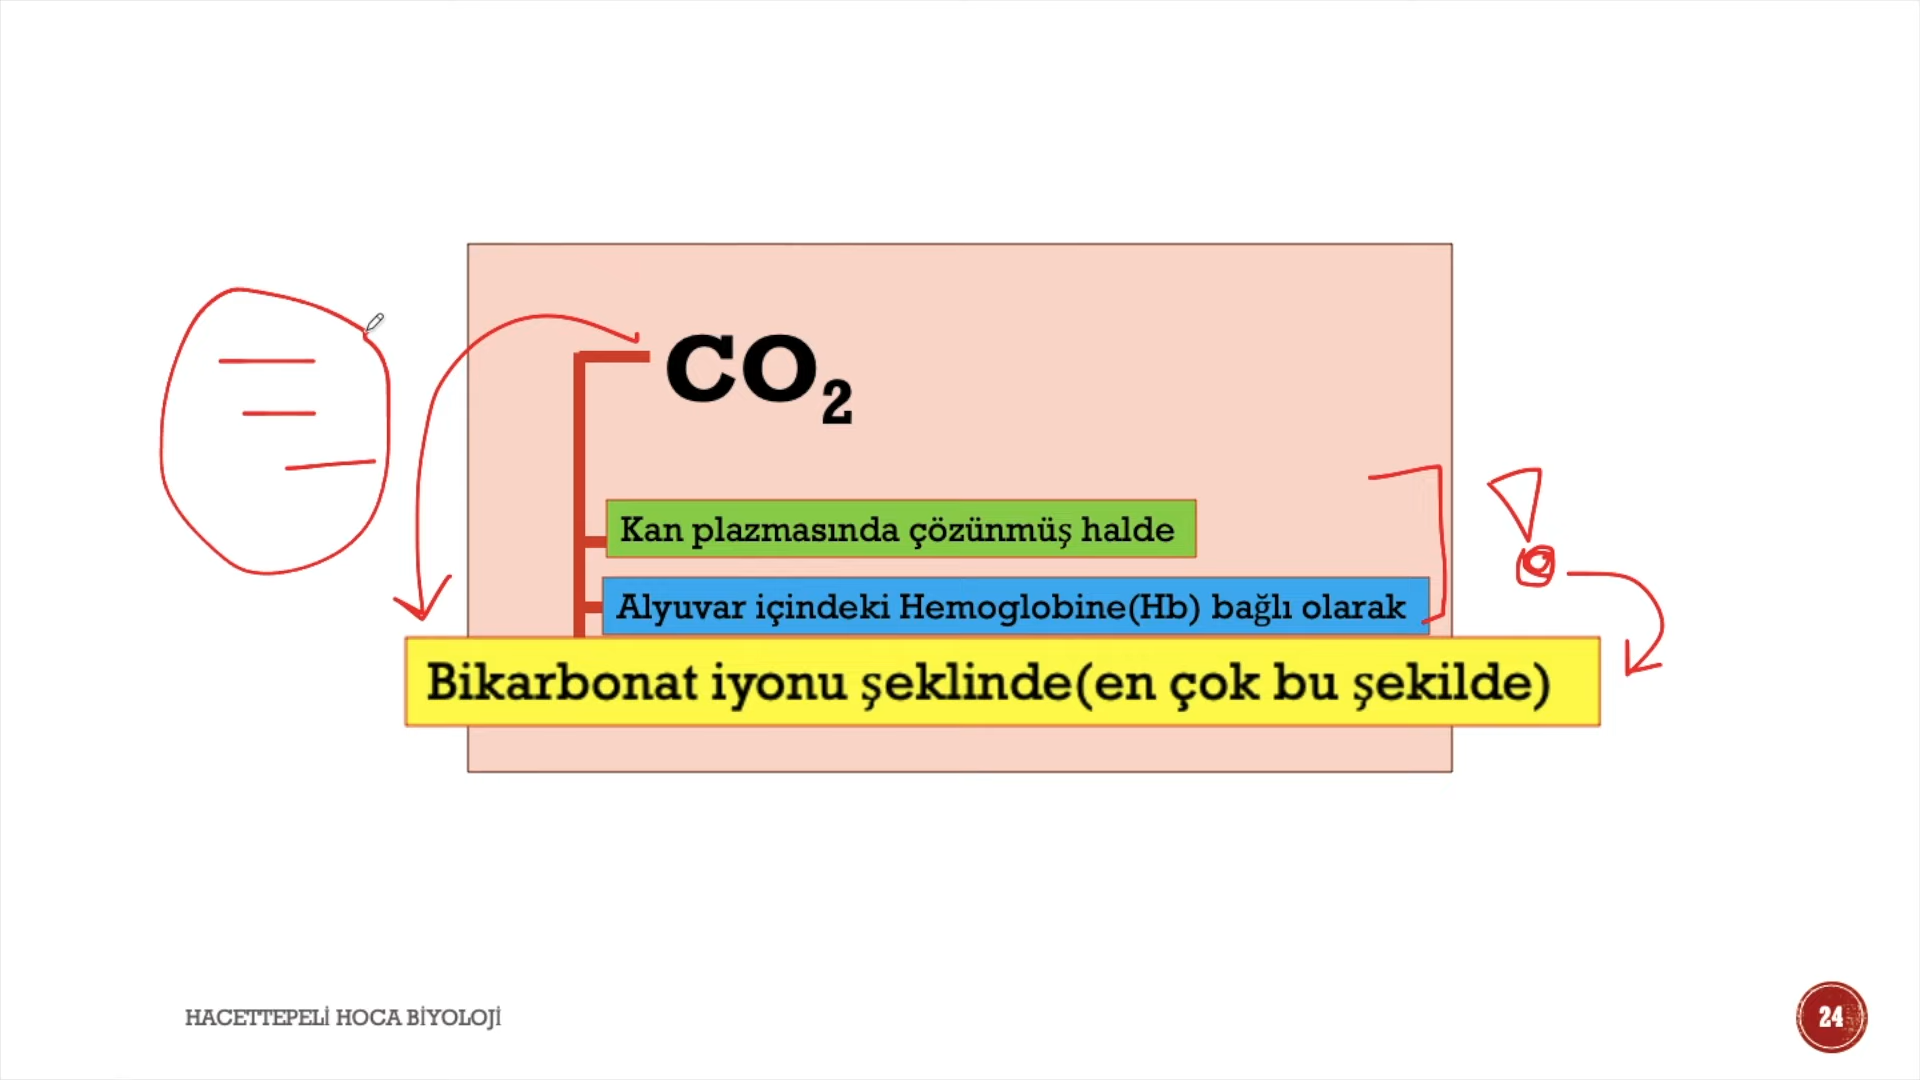 CO₂
Kan plazmasında çözünmüş halde
Alyuvar içindeki Hemoglobine(Hb) bağlı olarak
Bikarbonat iyonu şeklinde(en çok bu şekilde)
HACETTEPELİ HOCA BİYOLOJİ
24